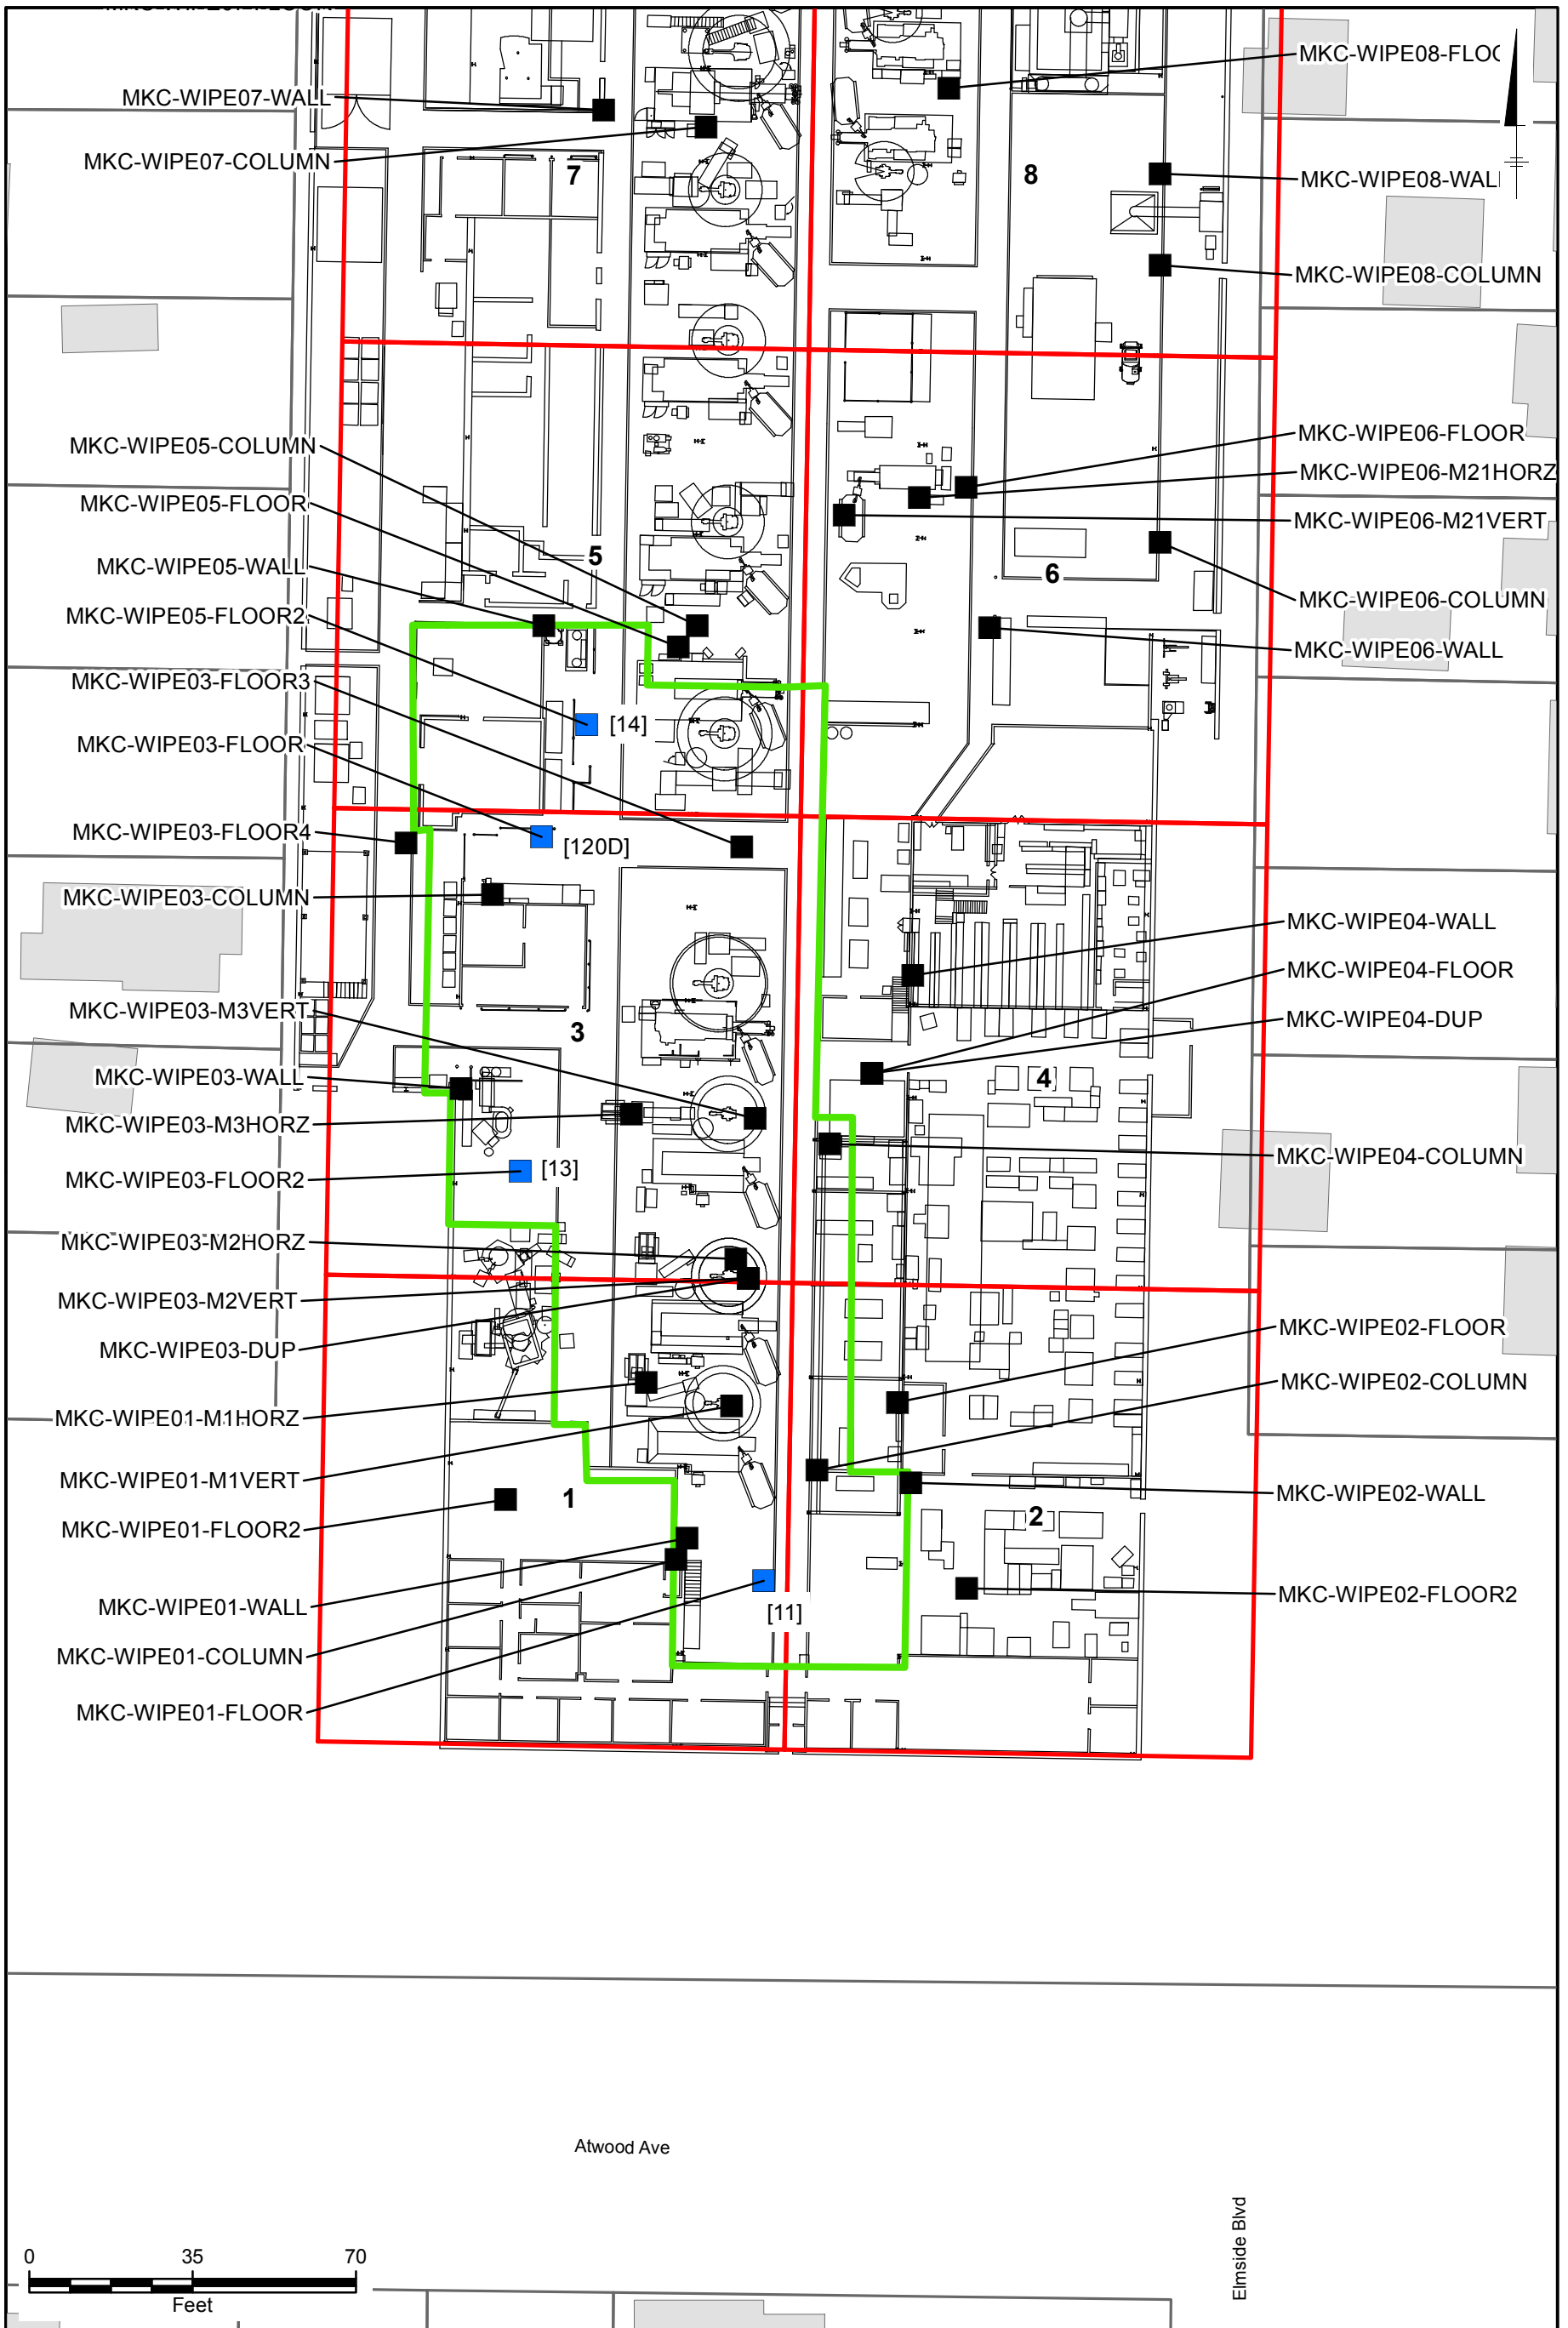 MKC-WIPE08-FLOO
MKC-WIPE07-WALL
MKC-WIPE07-COLUMN
7
8
MKC-WIPE08-WALL
MKC-WIPE08-COLUMN
MKC-WIPE05-COLUMN
MKC-WIPE06-FLOOR
MKC-WIPE06-M21HORZ
MKC-WIPE05-FLOOR
MKC-WIPE06-M21VERT
5
MKC-WIPE05-WALL
6
MKC-WIPE06-COLUMN
MKC-WIPE05-FLOOR2
MKC-WIPE06-WALL
MKC-WIPE03-FLOOR3
[14]
MKC-WIPE03-FLOOR
MKC-WIPE03-FLOOR4
[120D]
MKC-WIPE03-COLUMN
MKC-WIPE04-WALL
MKC-WIPE04-FLOOR
MKC-WIPE03-M3VERT
MKC-WIPE04-DUP
3
MKC-WIPE03-WALL
4
MKC-WIPE03-M3HORZ
MKC-WIPE04-COLUMN
MKC-WIPE03-FLOOR2
[13]
MKC-WIPE03-M2HORZ
MKC-WIPE03-M2VERT
MKC-WIPE02-FLOOR
MKC-WIPE03-DUP
MKC-WIPE02-COLUMN
MKC-WIPE01-M1HORZ
MKC-WIPE01-M1VERT
MKC-WIPE02-WALL
1
2
MKC-WIPE01-FLOOR2
MKC-WIPE02-FLOOR2
MKC-WIPE01-WALL
[11]
MKC-WIPE01-COLUMN
MKC-WIPE01-FLOOR
Atwood Ave
Elmside Blvd
0 35 70
Feet